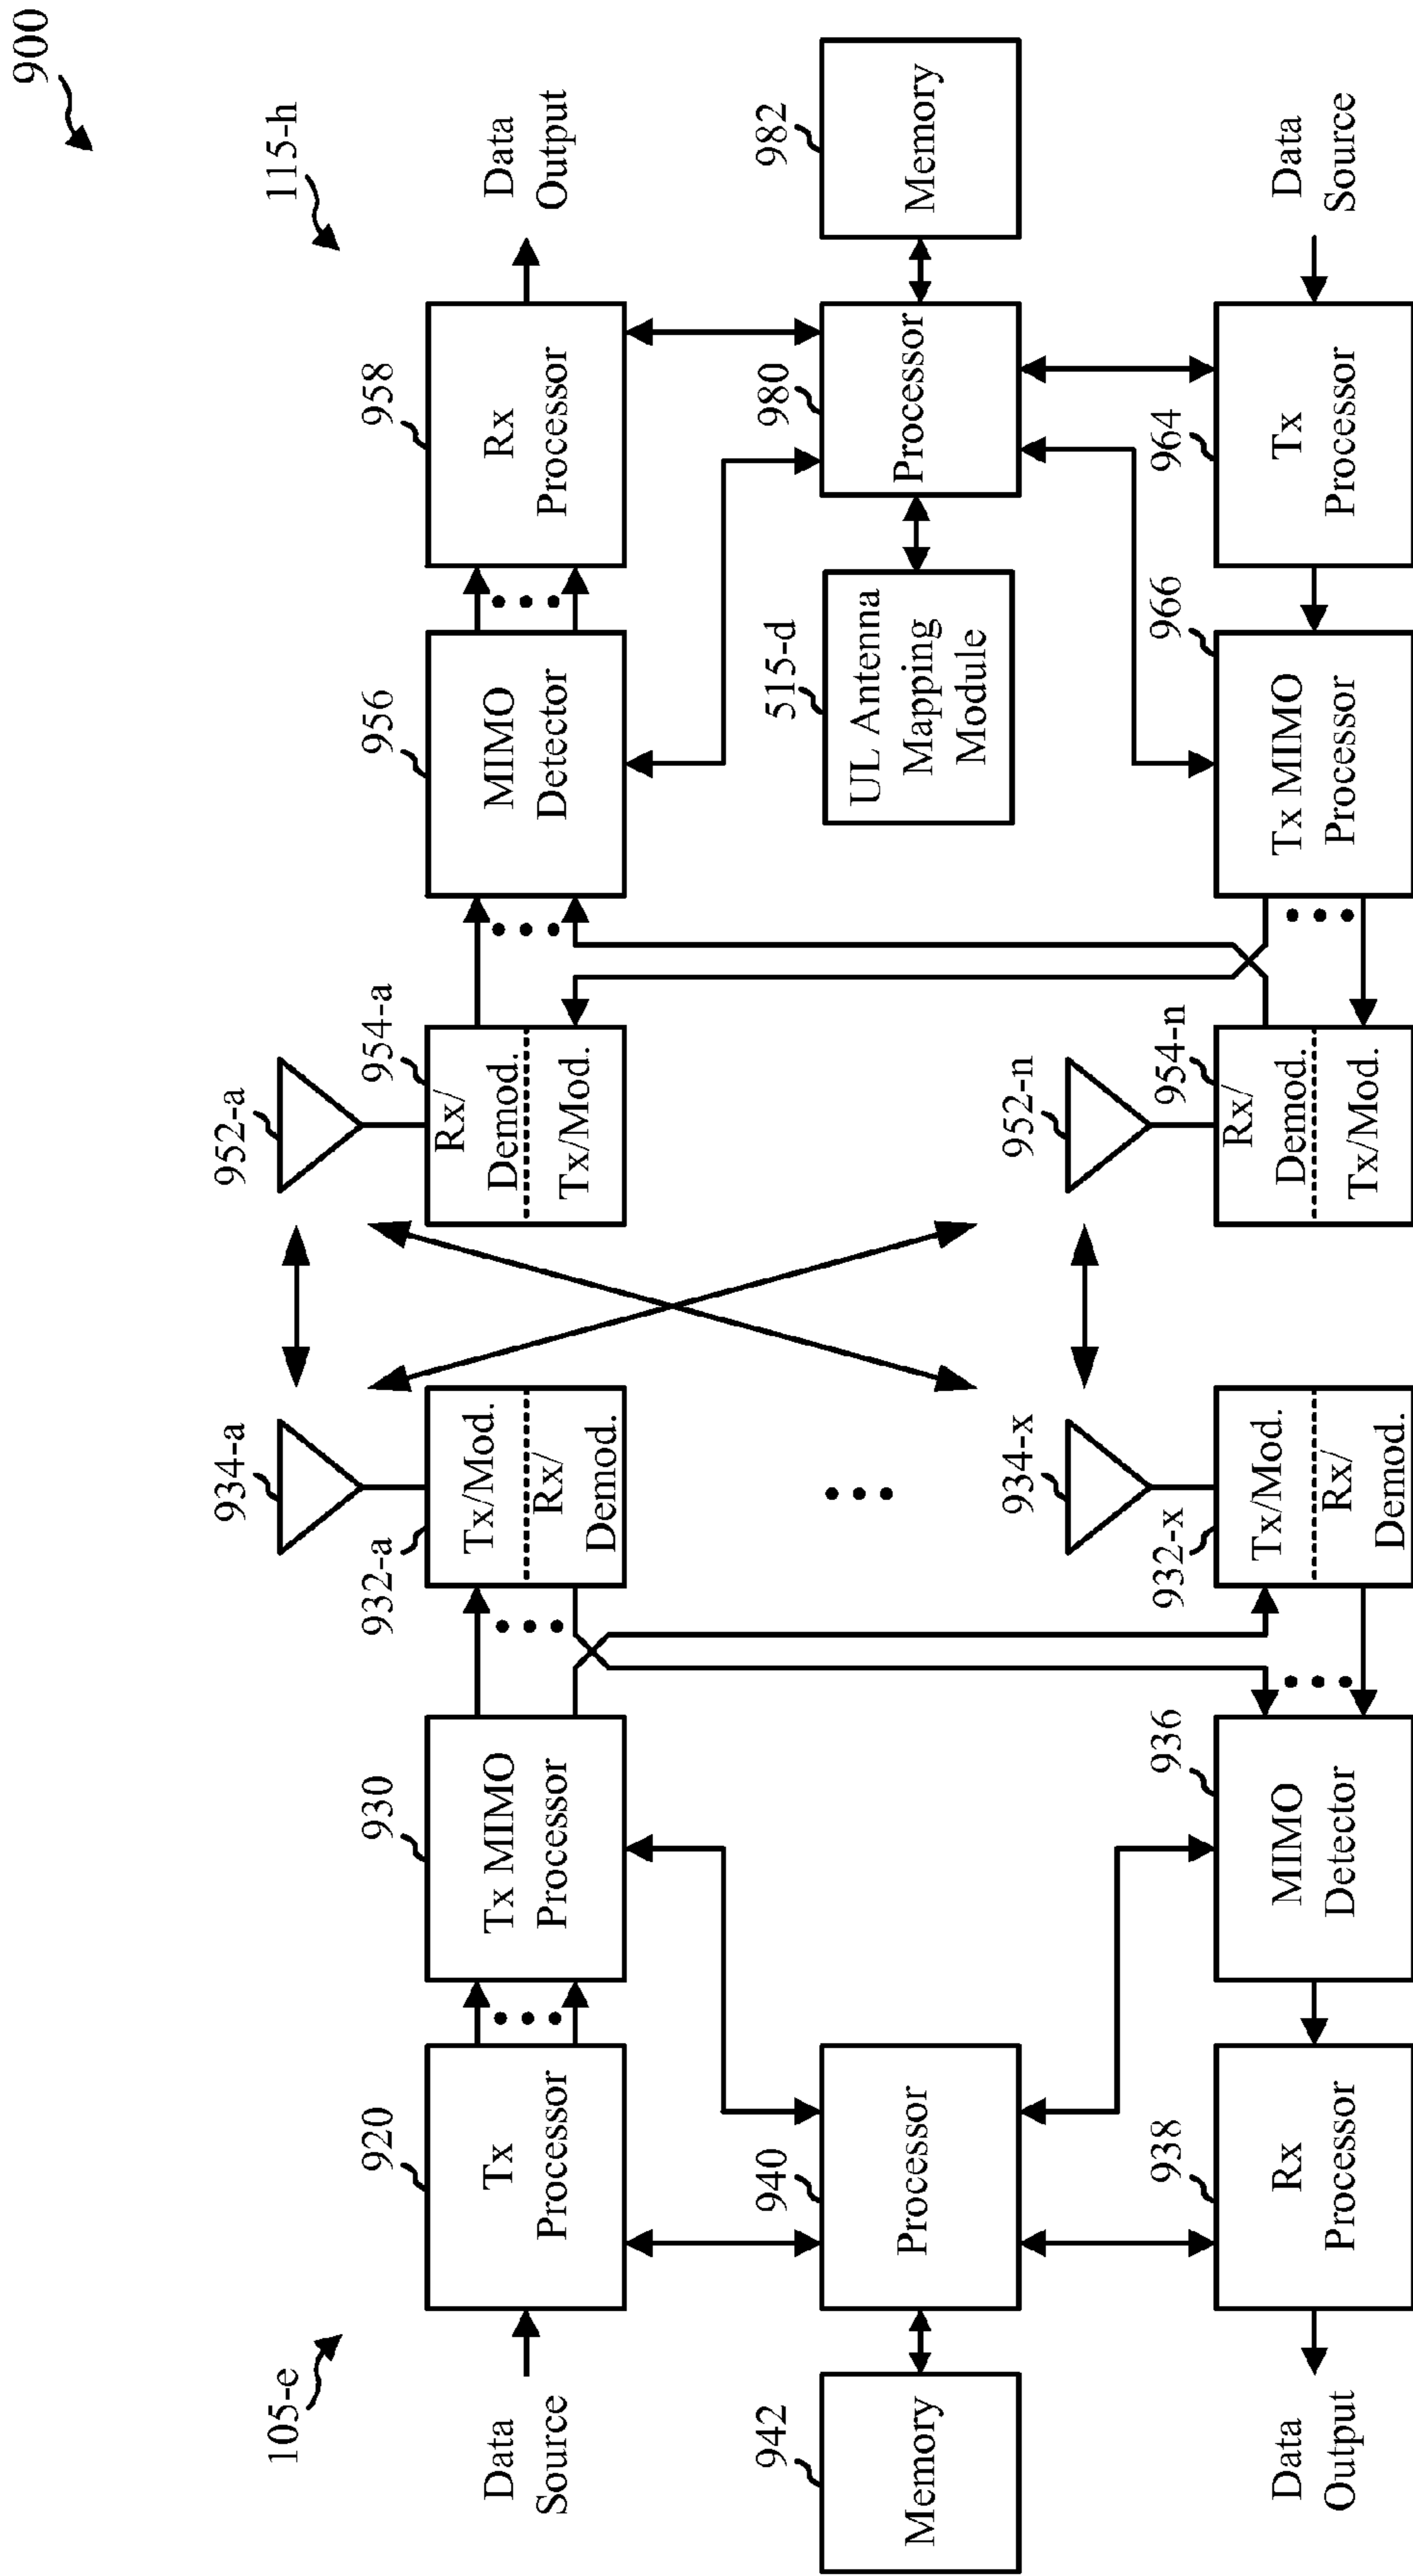 900
105-e
115-h
934-a
952-a
920
930
932-a
954-a
956
958
Data
Source
Tx
Processor
Tx MIMO
Processor
Tx/Mod.
Rx/
Demod.
Rx/
Demod.
Tx/Mod.
MIMO
Detector
Rx
Processor
Data
Output
942
940
515-d
980
982
Memory
Processor
UL Antenna
Mapping
Module
Processor
Memory
934-x
952-n
938
936
932-x
954-n
966
964
Data
Output
Rx
Processor
MIMO
Detector
Tx/Mod.
Rx/
Demod.
Rx/
Demod.
Tx/Mod.
Tx MIMO
Processor
Tx
Processor
Data
Source